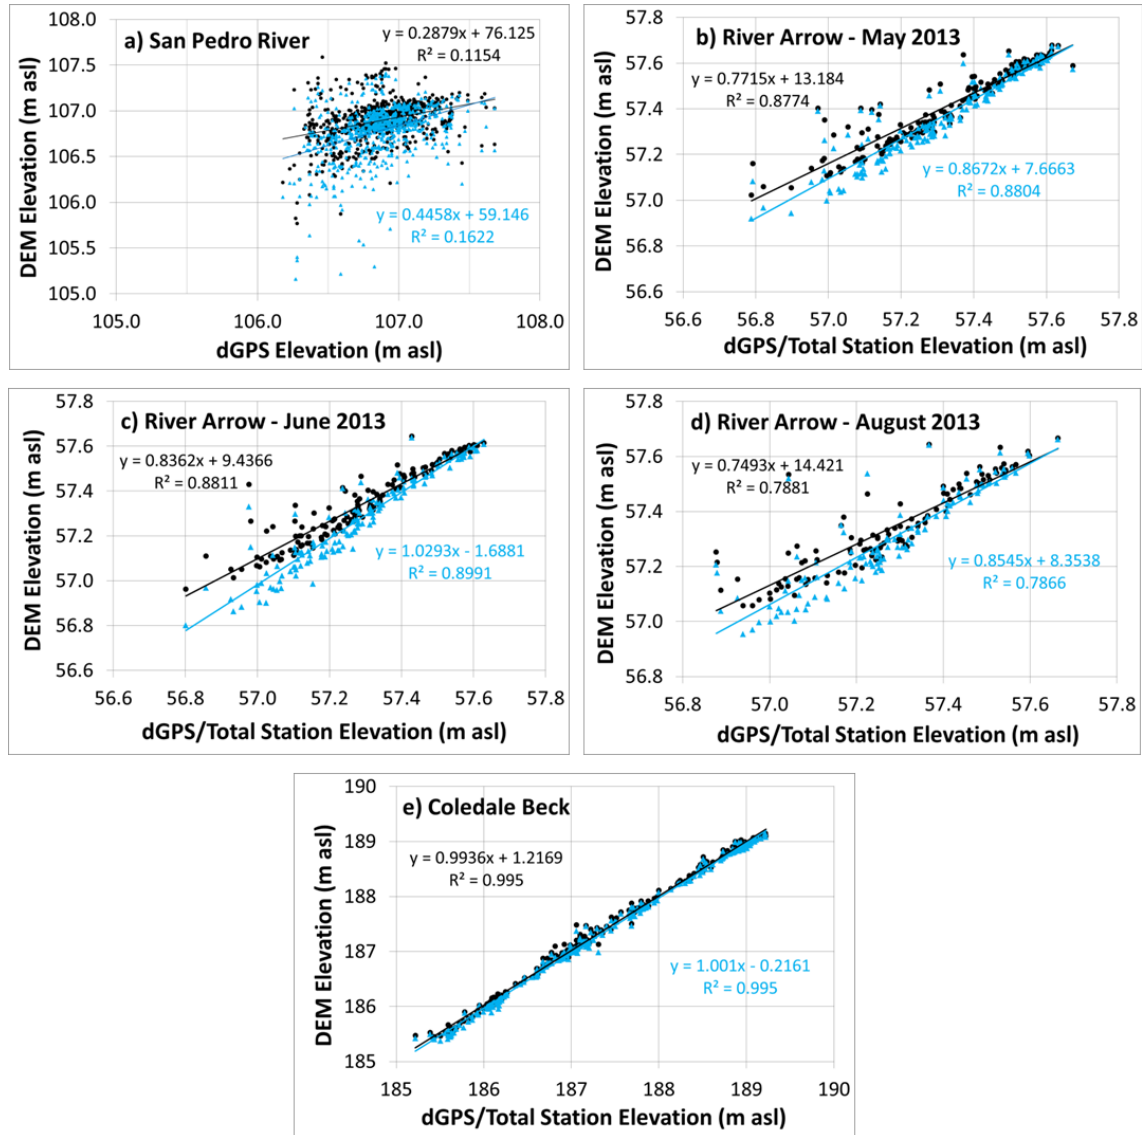 a) San Pedro River
y = 0.2879x + 76.125
R² = 0.1154
y = 0.4458x + 59.146
R² = 0.1622
108.0
107.5
107.0
106.5
106.0
105.5
105.0
105.0 106.0 107.0 108.0
DEM Elevation (m asl)
dGPS Elevation (m asl)
b) River Arrow - May 2013
y = 0.7715x + 13.184
R² = 0.8774
y = 0.8672x + 7.6663
R² = 0.8804
57.8
57.6
57.4
57.2
57.0
56.8
56.6
56.6 56.8 57.0 57.2 57.4 57.6 57.8
DEM Elevation (m asl)
dGPS/Total Station Elevation (m asl)
c) River Arrow - June 2013
y = 0.8362x + 9.4366
R² = 0.8811
y = 1.0293x - 1.6881
R² = 0.8991
57.8
57.6
57.4
57.2
57.0
56.8
56.6
56.6 56.8 57.0 57.2 57.4 57.6 57.8
DEM Elevation (m asl)
dGPS/Total Station Elevation (m asl)
d) River Arrow - August 2013
y = 0.7493x + 14.421
R² = 0.7881
y = 0.8545x + 8.3538
R² = 0.7866
57.8
57.6
57.4
57.2
57.0
56.8
56.8 57.0 57.2 57.4 57.6 57.8
DEM Elevation (m asl)
dGPS/Total Station Elevation (m asl)
e) Coledale Beck
y = 0.9936x + 1.2169
R² = 0.995
y = 1.001x - 0.2161
R² = 0.995
190
189
188
187
186
185
185 186 187 188 189 190
DEM Elevation (m asl)
dGPS/Total Station Elevation (m asl)